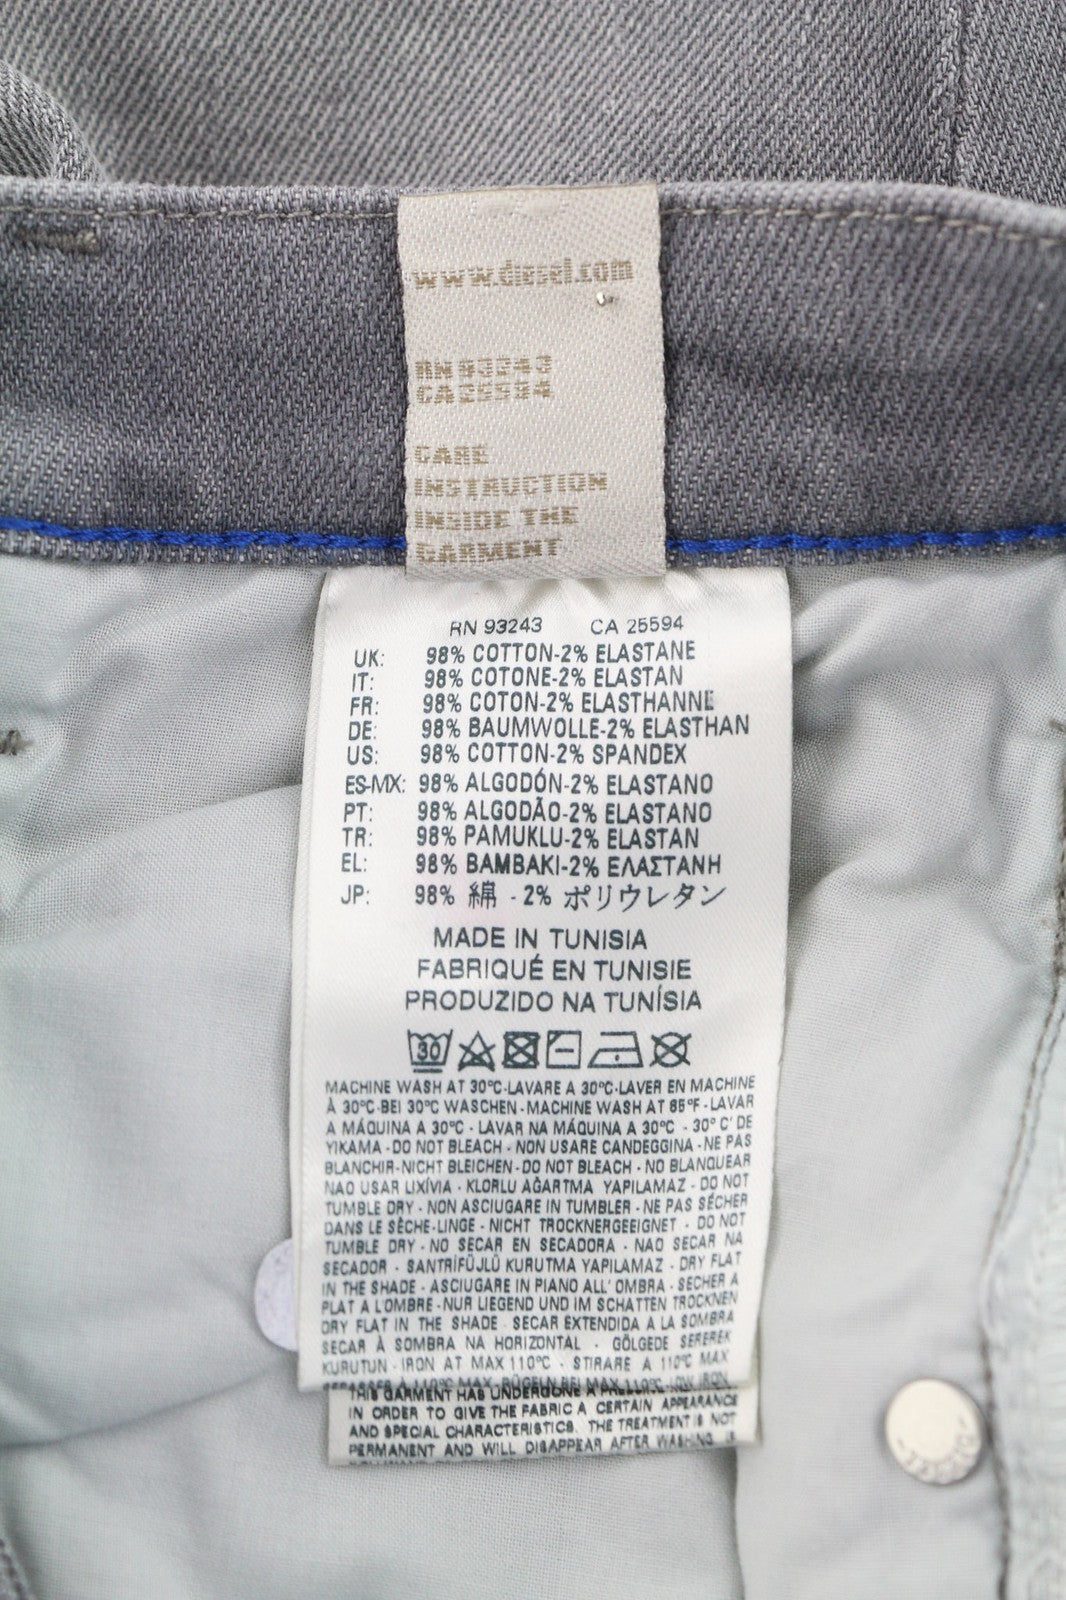 www.diesel.com
RN 93243
CA 25594
CARE
INSTRUCTION
INSIDE THE
GARMENT
RN 93243 CA 25594
UK: 98% COTTON-2% ELASTANE
IT: 98% COTONE-2% ELASTAN
FR: 98% COTON-2% ELASTHANNE
DE: 98% BAUMWOLLE-2% ELASTHAN
US: 98% COTTON-2% SPANDEX
ES-MX: 98% ALGODÓN-2% ELASTANO
PT: 98% ALGODÃO-2% ELASTANO
TR: 98% PAMUKLU-2% ELASTAN
EL: 98% BAMBAKI-2% ΕΛΑΣΤΑΝΗ
JP: 98% 綿 - 2% ポリウレタン
MADE IN TUNISIA
FABRIQUÉ EN TUNISIE
PRODUZIDO NA TUNÍSIA
30
MACHINE WASH AT 30°C-LAVARE A 30°C-LAVER EN MACHINE
À 30°C-BEI 30°C WASCHEN - MACHINE WASH AT 85°F - LAVAR
A MÁQUINA A 30°C - LAVAR NA MÁQUINA A 30°C - 30°C'DE
YIKAMA - DO NOT BLEACH - NON USARE CANDEGGINA - NE PAS
BLANCHIR-NICHT BLEICHEN - DO NOT BLEACH - NO BLANQUEAR
NAO USAR LIXÍVIA - KLORLU AĞARTMA YAPILAMAZ - DO NOT
TUMBLE DRY - NON ASCIUGARE IN TUMBLER - NE PAS SÉCHER
DANS LE SÈCHE-LINGE - NICHT TROCKNERGEEIGNET - DO NOT
TUMBLE DRY - NO SECAR EN SECADORA - NAO SECAR NA
SECADOR - SANTRİFÜJLÜ KURUTMA YAPILAMAZ - DRY FLAT
IN THE SHADE - ASCIUGARE IN PIANO ALL'OMBRA - SECHER A
PLAT A L'OMBRE - NUR LIEGEND UND IM SCHATTEN TROCKNEN
DRY FLAT IN THE SHADE - SECAR EXTENDIDA A LA SOMBRA
SECAR À SOMBRA NA HORIZONTAL - GÖLGEDE SEREREK
KURUTUN - IRON AT MAX 110°C - STIRARE A 110°C MAX
REPASSER À 110°C MAX - BÜGELN BEI MAX 110°C - LOW IRON
THIS GARMENT HAS UNDERGONE A
IN ORDER TO GIVE THE FABRIC A CERTAIN APPEARANCE
AND SPECIAL CHARACTERISTICS. THE TREATMENT IS NOT
PERMANENT AND WILL DISAPPEAR AFTER WASHING
DIESEL